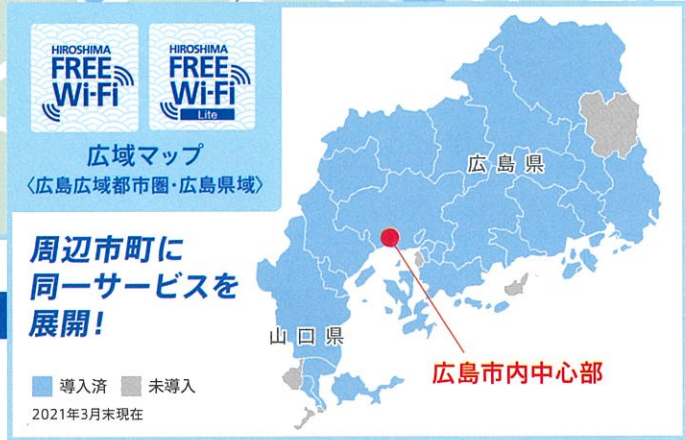 HIROSHIMA
FREE
Wi-Fi
HIROSHIMA
FREE
Wi-Fi
Lite
広域マップ
〈広島広域都市圏・広島県域〉
周辺市町に
同一サービスを
展開!
広島県
山口県
広島市内中心部
導入済 未導入
2021年3月末現在